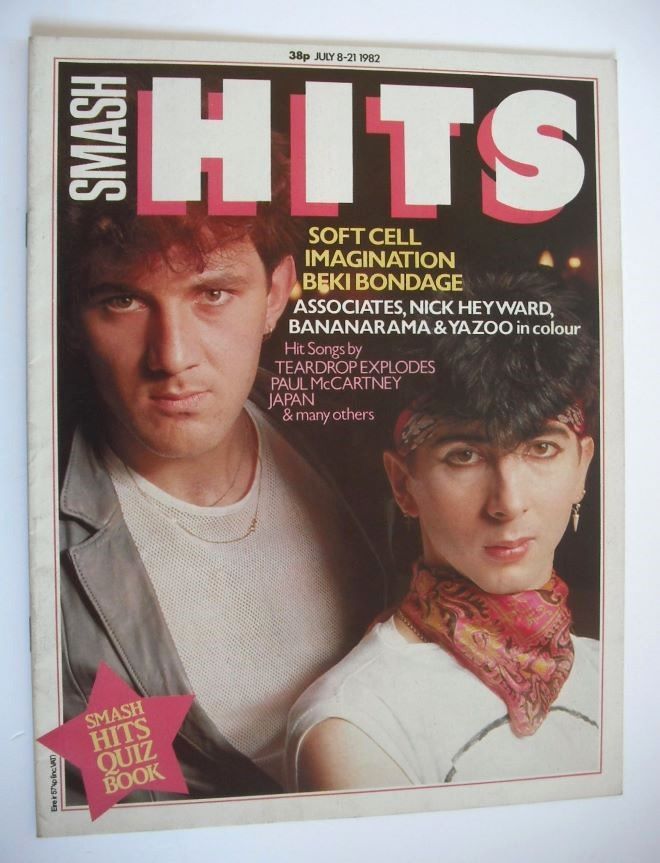 38p JULY 8-21 1982
SMASH
HITS
SOFT CELL
IMAGINATION
BEKI BONDAGE
ASSOCIATES, NICK HEYWARD,
BANANARAMA & YAZOO in colour
Hit Songs by
TEARDROP EXPLODES
PAUL McCARTNEY
JAPAN
& many others
SMASH
HITS
QUIZ
BOOK